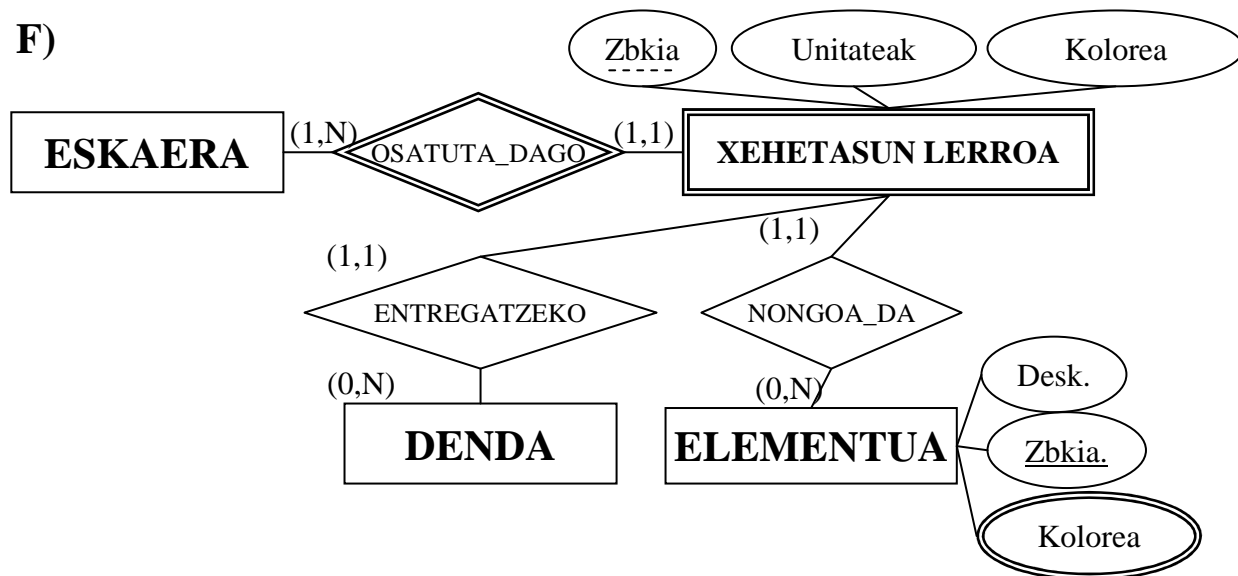 F)
Zbkia
Unitateak
Kolorea
ESKAERA
(1,N)
OSATUTA_DAGO
(1,1)
XEHETASUN LERROA
(1,1)
(1,1)
ENTREGATZEKO
NONGOA_DA
(0,N)
(0,N)
DENDA
ELEMENTUA
Desk.
Zbkia.
Kolorea